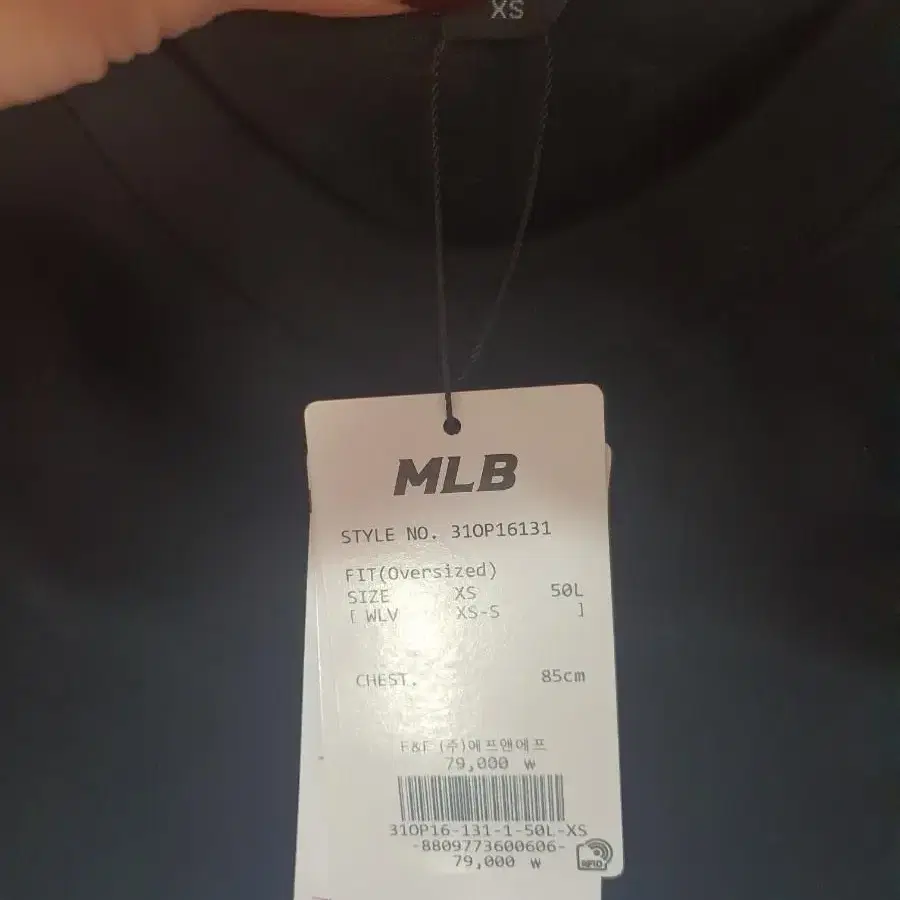 XS
MLB
STYLE NO. 31OP16131
FIT(Oversized)
SIZE XS 50L
[ WLV XS-S ]
CHEST. 85cm
F&F (주)에프앤에프
79,000 ₩
31OP16-131-1-50L-XS
-8809773600606-
79,000 ₩
RFID